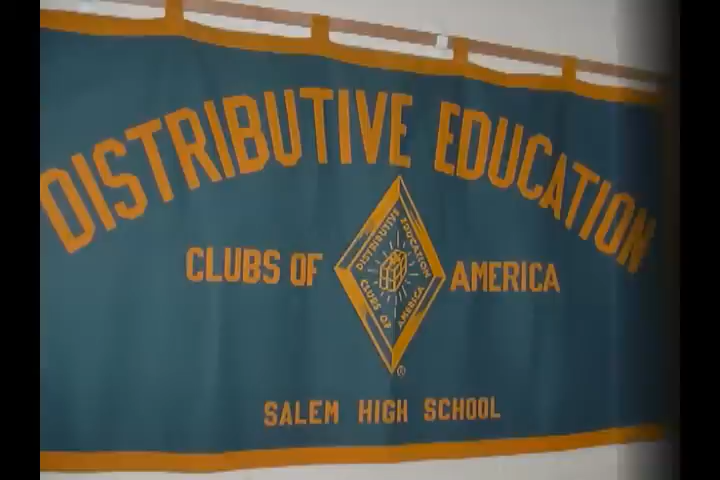 DISTRIBUTIVE EDUCATION
CLUBS OF AMERICA
DISTRIBUTIVE EDUCATION
CLUBS OF AMERICA
®
SALEM HIGH SCHOOL